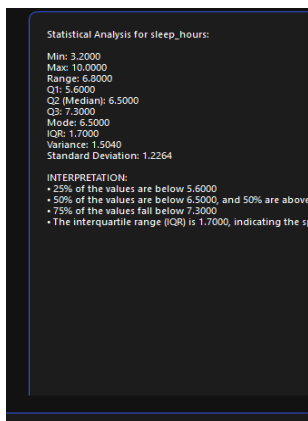 Statistical Analysis for sleep_hours:
Min: 3.2000
Max: 10.0000
Range: 6.8000
Q1: 5.6000
Q2 (Median): 6.5000
Q3: 7.3000
Mode: 6.5000
IQR: 1.7000
Variance: 1.5040
Standard Deviation: 1.2264
INTERPRETATION:
• 25% of the values are below 5.6000
• 50% of the values are below 6.5000, and 50% are above
• 75% of the values fall below 7.3000
• The interquartile range (IQR) is 1.7000, indicating the